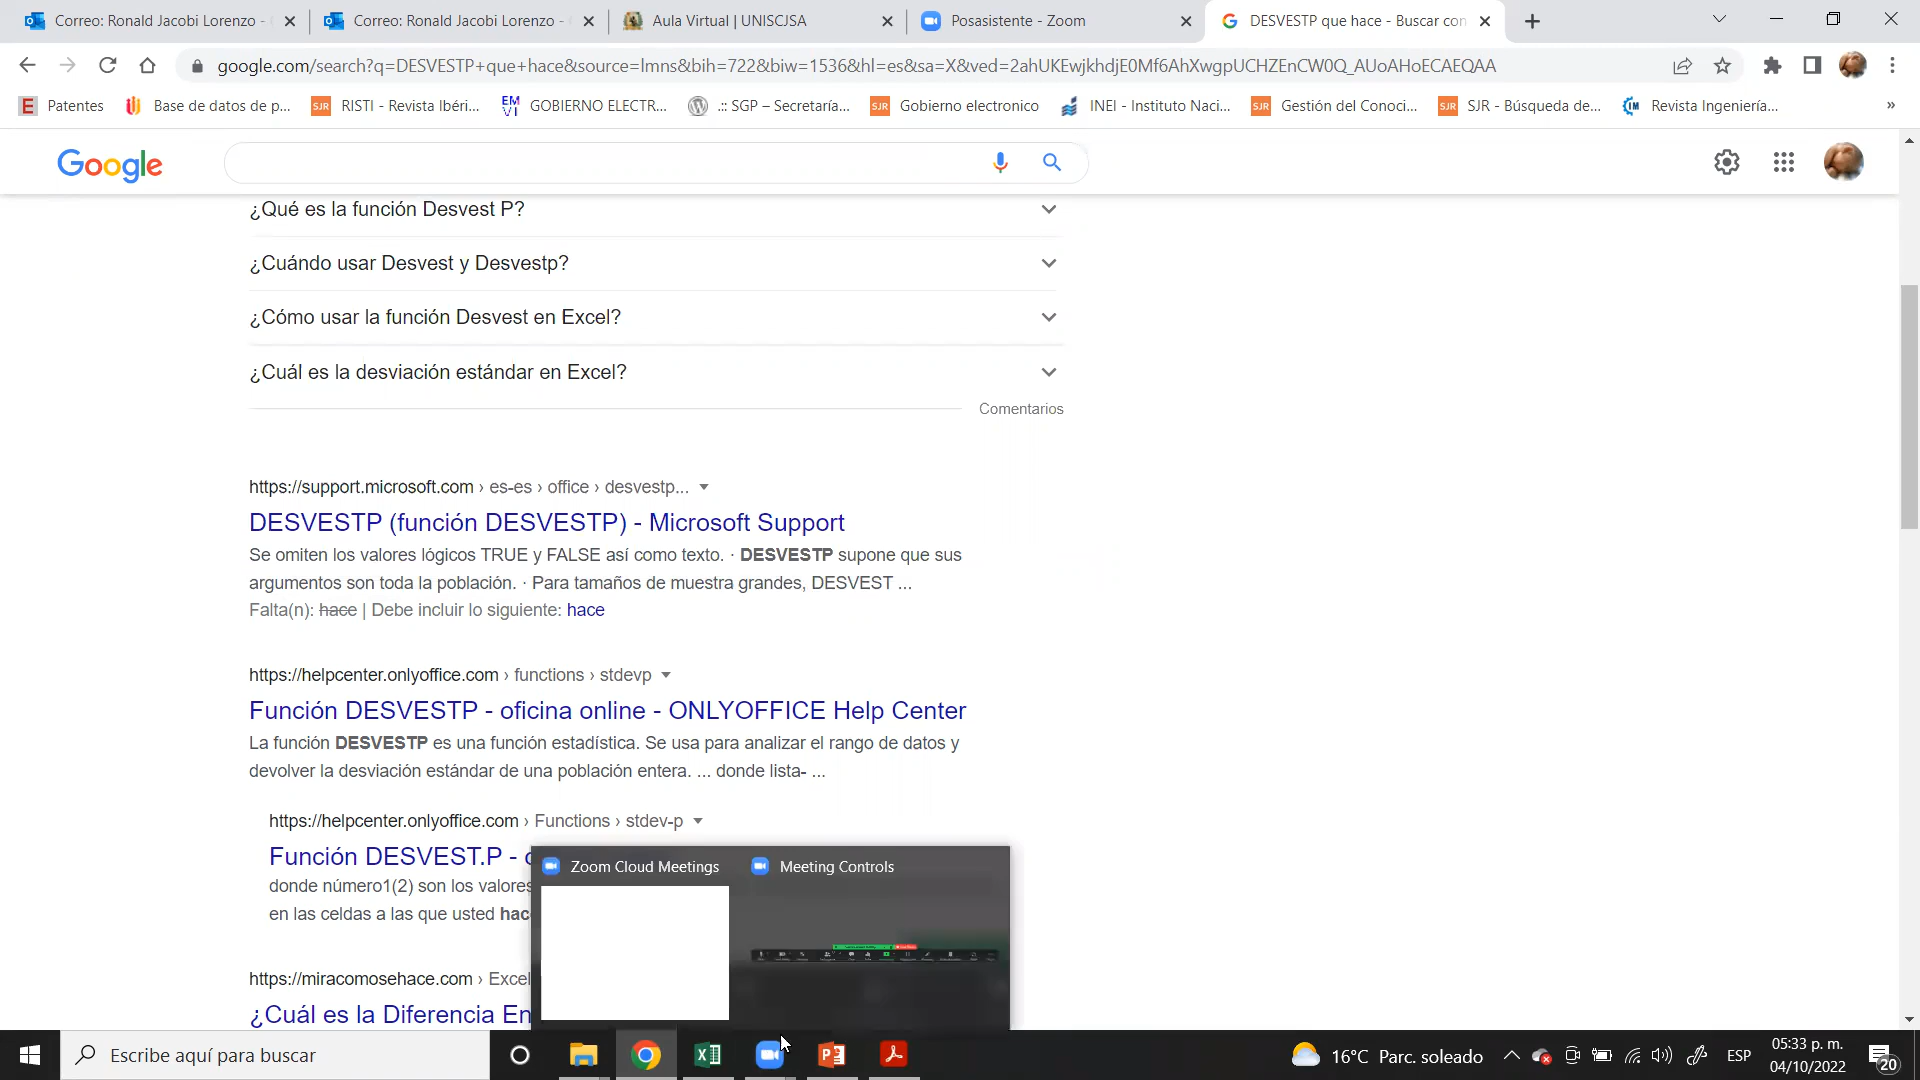 Correo: Ronald Jacobi Lorenzo -
Correo: Ronald Jacobi Lorenzo -
Aula Virtual | UNISCJSA
Posasistente - Zoom
DESVESTP que hace - Buscar con
google.com/search?q=DESVESTP+que+hace&source=lmns&bih=722&biw=1536&hl=es&sa=X&ved=2ahUKEwjkhdjE0Mf6AhXwgpUCHZEnCW0Q_AUoAHoECAEQAA
Patentes
Base de datos de p...
SJR RISTI - Revista Ibéri...
GOBIERNO ELECTR...
.:: SGP – Secretaría...
SJR Gobierno electronico
INEI - Instituto Naci...
SJR Gestión del Conoci...
SJR SJR - Búsqueda de...
Revista Ingeniería...
»
Google
¿Qué es la función Desvest P?
¿Cuándo usar Desvest y Desvestp?
¿Cómo usar la función Desvest en Excel?
¿Cuál es la desviación estándar en Excel?
Comentarios
https://support.microsoft.com › es-es › office › desvestp...
DESVESTP (función DESVESTP) - Microsoft Support
Se omiten los valores lógicos TRUE y FALSE así como texto. · DESVESTP supone que sus
argumentos son toda la población. · Para tamaños de muestra grandes, DESVEST ...
Falta(n): hace | Debe incluir lo siguiente: hace
https://helpcenter.onlyoffice.com › functions › stdevp
Función DESVESTP - oficina online - ONLYOFFICE Help Center
La función DESVESTP es una función estadística. Se usa para analizar el rango de datos y
devolver la desviación estándar de una población entera. ... donde lista- ...
https://helpcenter.onlyoffice.com › Functions › stdev-p
Función DESVEST.P - o
donde número1(2) son los valores
en las celdas a las que usted hac
https://miracomosehace.com › Excel
¿Cuál es la Diferencia En
Zoom Cloud Meetings
Meeting Controls
Escribe aquí para buscar
16°C Parc. soleado
ESP
05:33 p. m.
04/10/2022
20